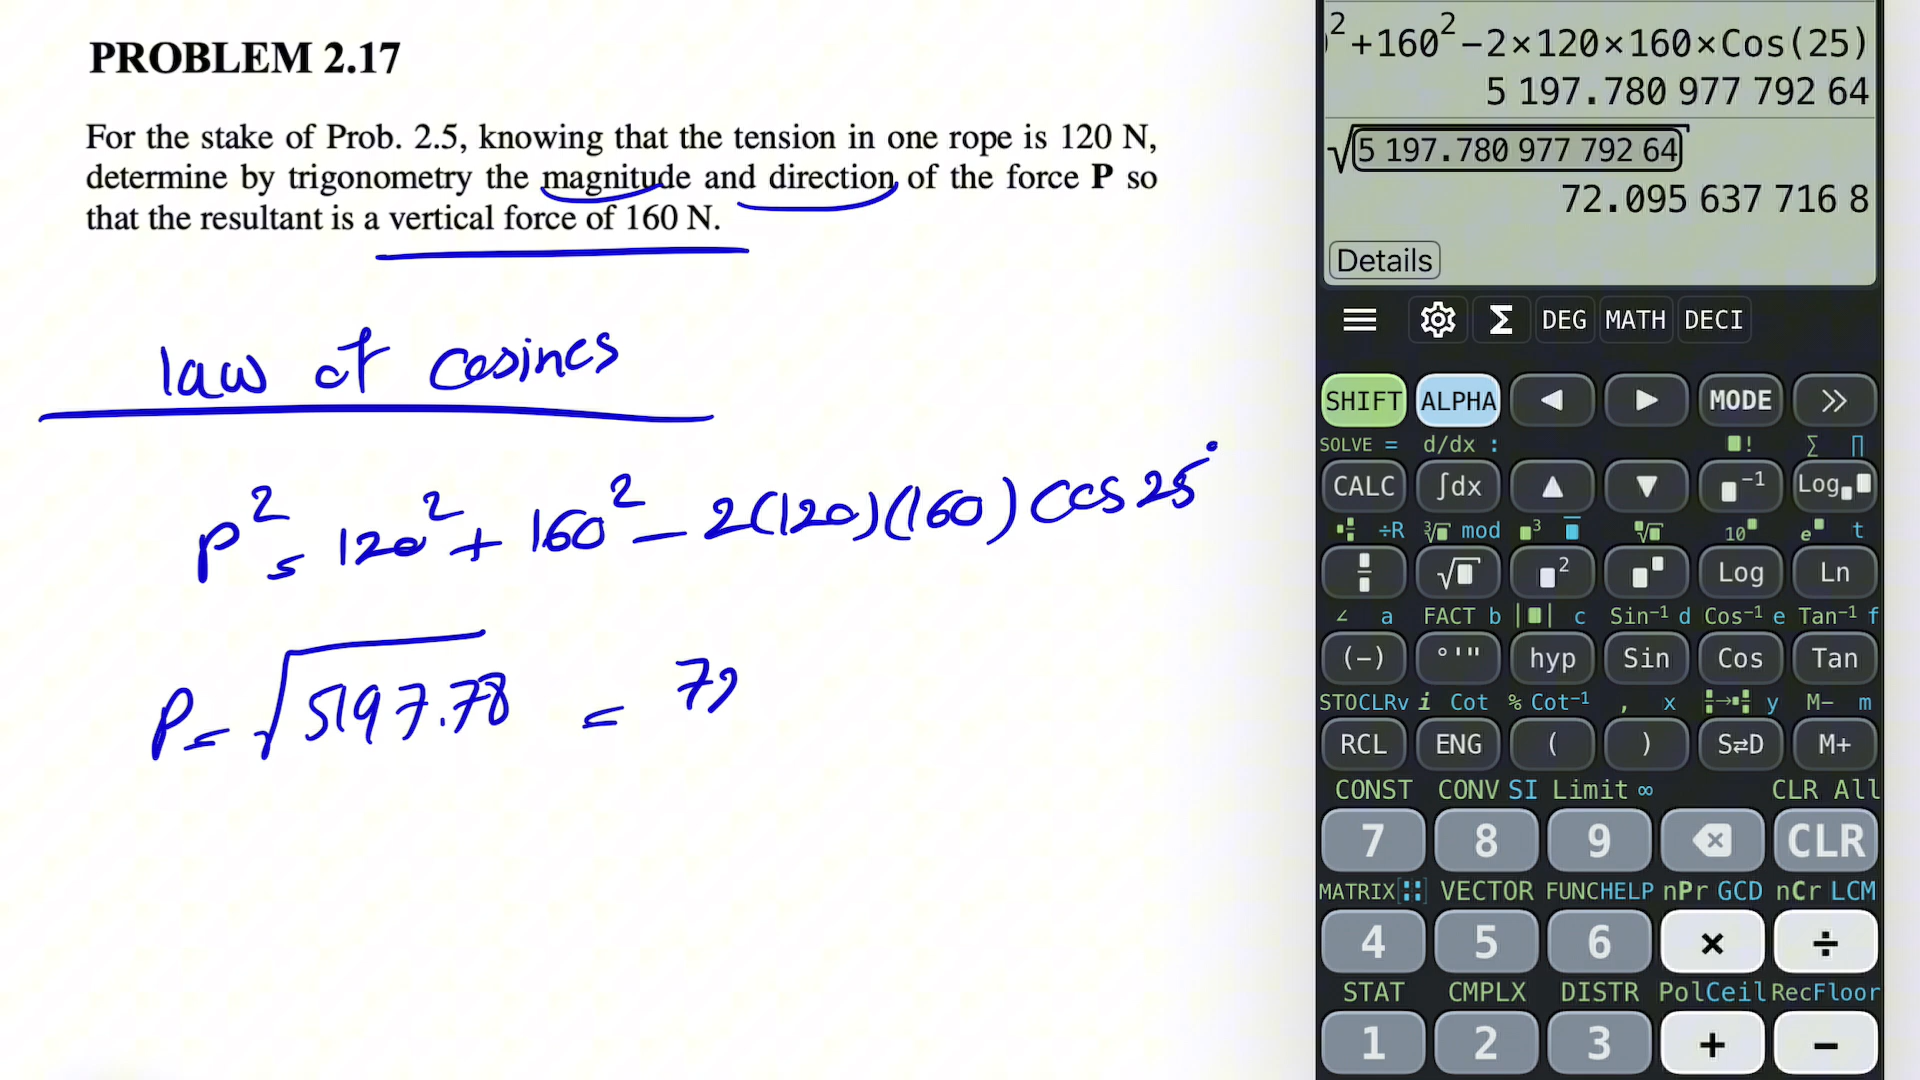 PROBLEM 2.17
For the stake of Prob. 2.5, knowing that the tension in one rope is 120 N,
determine by trigonometry the magnitude and direction of the force P so
that the resultant is a vertical force of 160 N.
law of cosines
P² = 120² + 160² – 2(120)(160) cos 25°
P = √5197.78 = 72
)²+160²−2×120×160×Cos(25)
5 197.780 977 792 64
√5 197.780 977 792 64
72.095 637 716 8
Details
DEG MATH DECI
SHIFT ALPHA ◀ ▶ MODE >>
SOLVE = d/dx : ■! ∑ ∏
CALC ∫dx ▲ ▼ ■⁻¹ Log■■
÷R ∛■ mod ■³ 10■ e■ t
√■ ■² ■■ Log Ln
∠ a FACT b |■| c Sin⁻¹ d Cos⁻¹ e Tan⁻¹ f
(−) °'" hyp Sin Cos Tan
STO CLRv i Cot % Cot⁻¹ , x y M− m
RCL ENG ( ) S⇄D M+
CONST CONV SI Limit ∞ CLR All
7 8 9 CLR
MATRIX VECTOR FUNC HELP nPr GCD nCr LCM
4 5 6 × ÷
STAT CMPLX DISTR Pol Ceil Rec Floor
1 2 3 + −